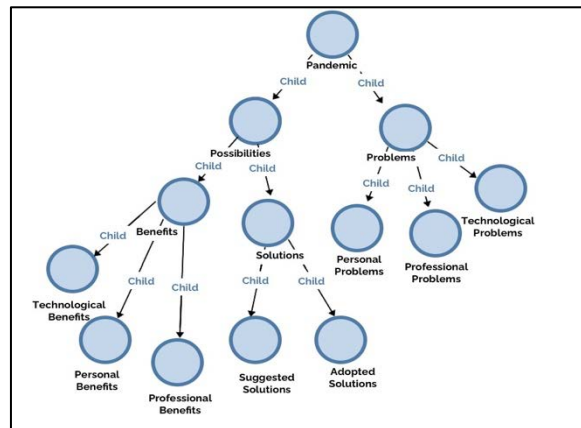 Pandemic
Child
Child
Possibilities
Problems
Child
Child
Child
Child
Child
Benefits
Solutions
Personal
Problems
Professional
Problems
Technological
Problems
Child
Child
Child
Child
Child
Technological
Benefits
Personal
Benefits
Professional
Benefits
Suggested
Solutions
Adopted
Solutions